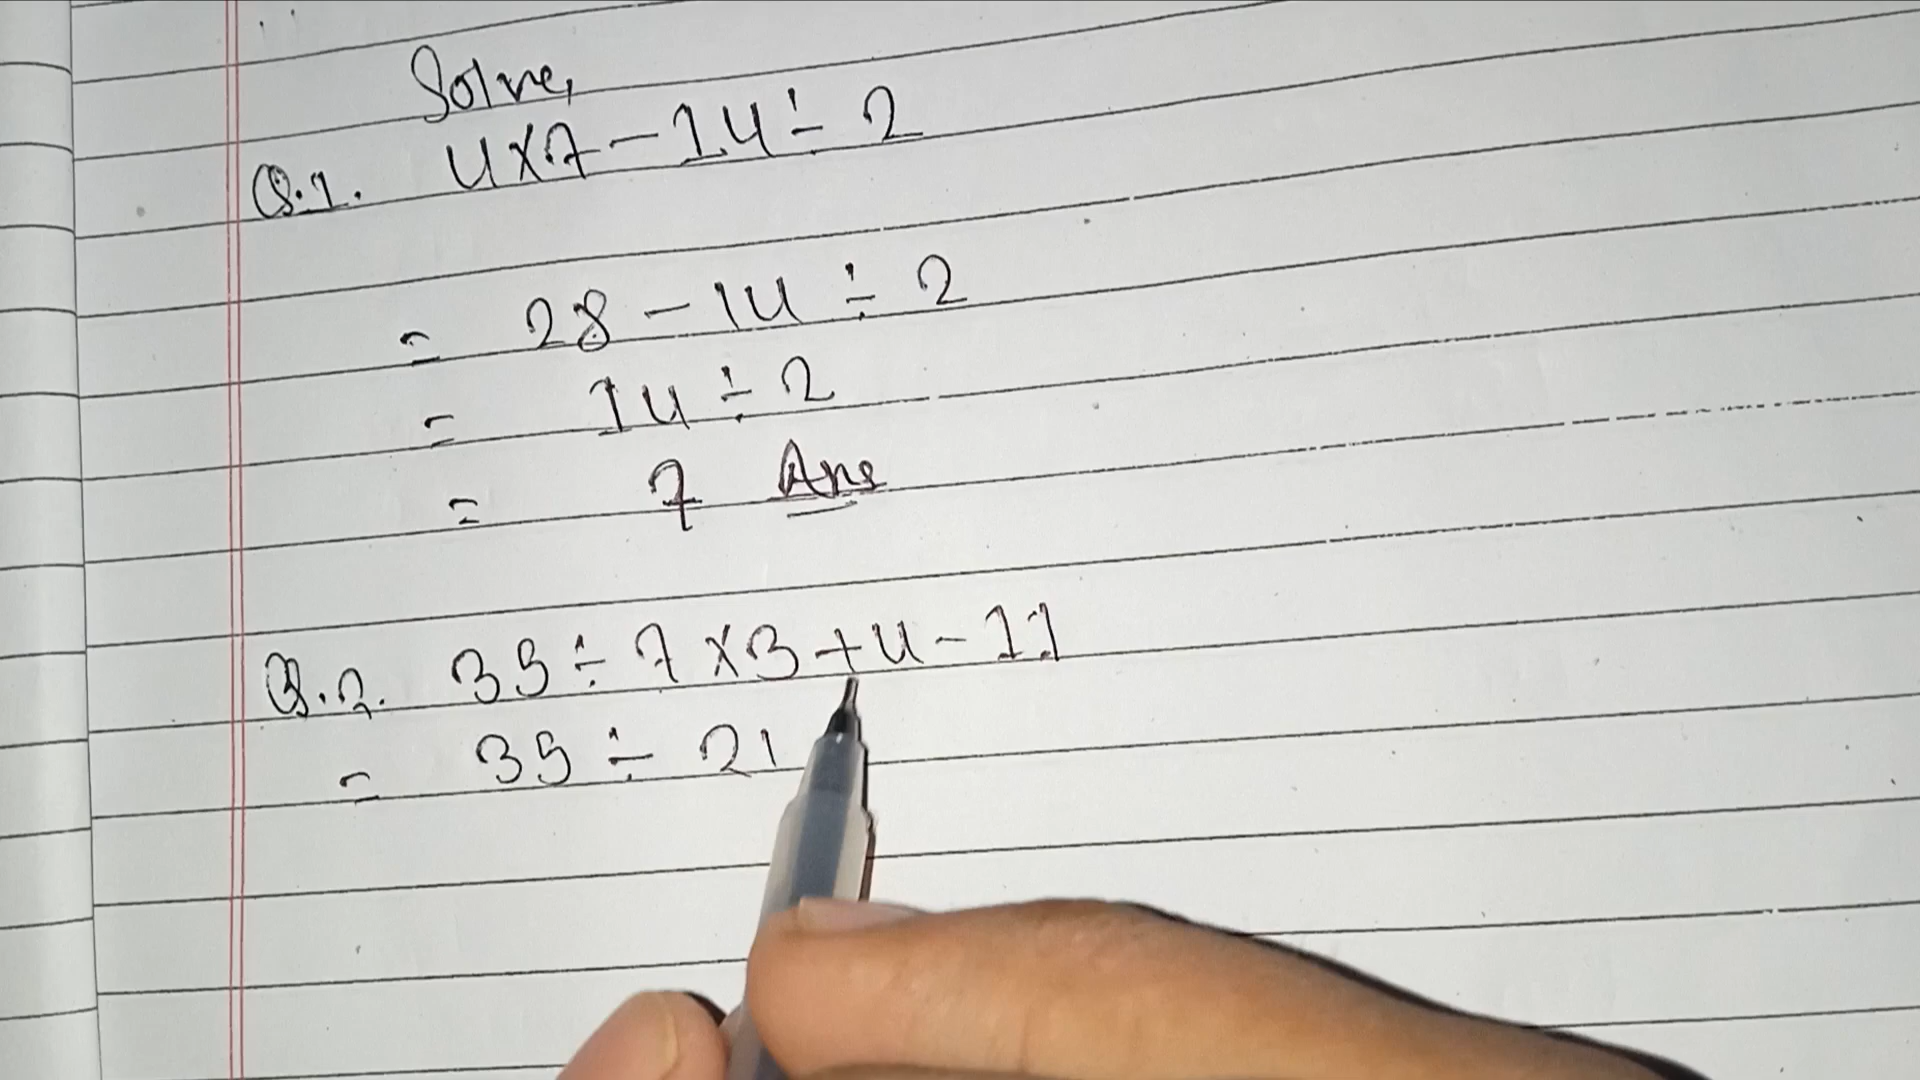 Solve,
Q.1. 4×7-14÷2
= 28-14÷2
= 14÷2
= 7 Ans
Q.2. 35÷7×3+4-11
= 35÷21